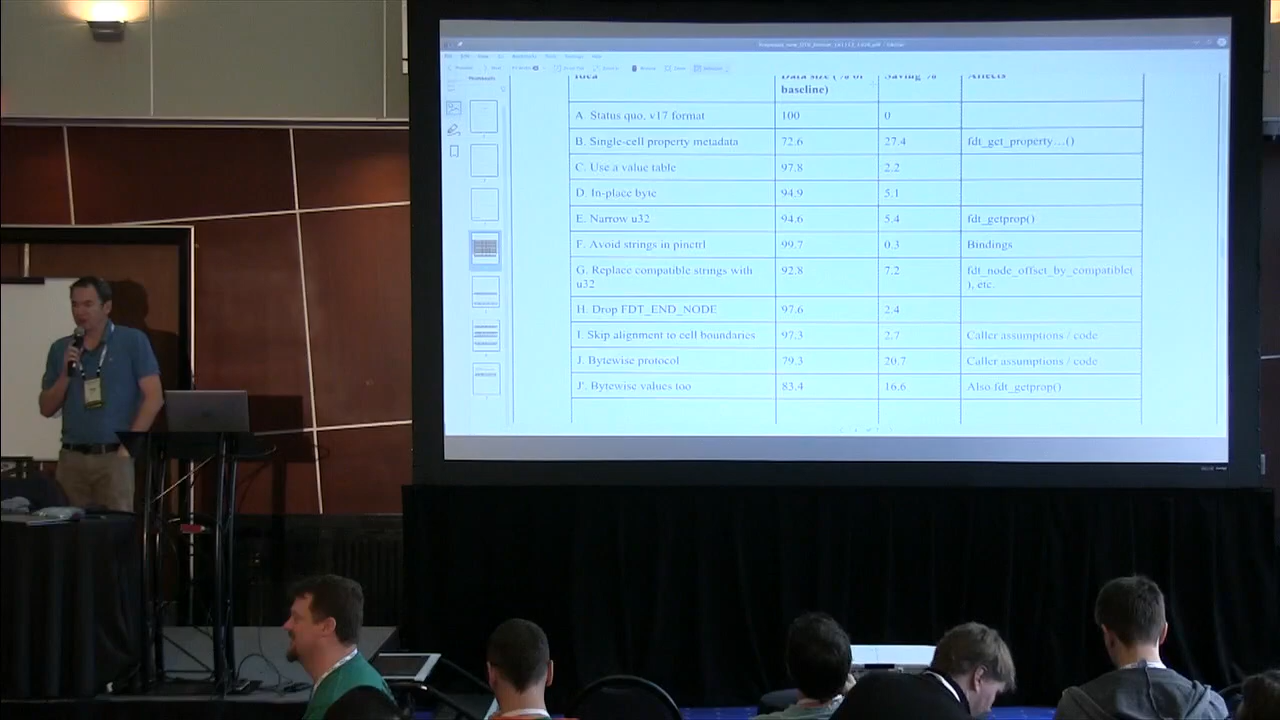 Idea Data size (% of Saving % Affects
baseline)
A. Status quo, v17 format 100 0
B. Single-cell property metadata 72.6 27.4 fdt_get_property…()
C. Use a value table 97.8 2.2
D. In-place byte 94.9 5.1
E. Narrow u32 94.6 5.4 fdt_getprop()
F. Avoid strings in pinctrl 99.7 0.3 Bindings
G. Replace compatible strings with 92.8 7.2 fdt_node_offset_by_compatible(
u32 ), etc.
H. Drop FDT_END_NODE 97.6 2.4
I. Skip alignment to cell boundaries 97.3 2.7 Caller assumptions / code
J. Bytewise protocol 79.3 20.7 Caller assumptions / code
J'. Bytewise values too 83.4 16.6 Also fdt_getprop()